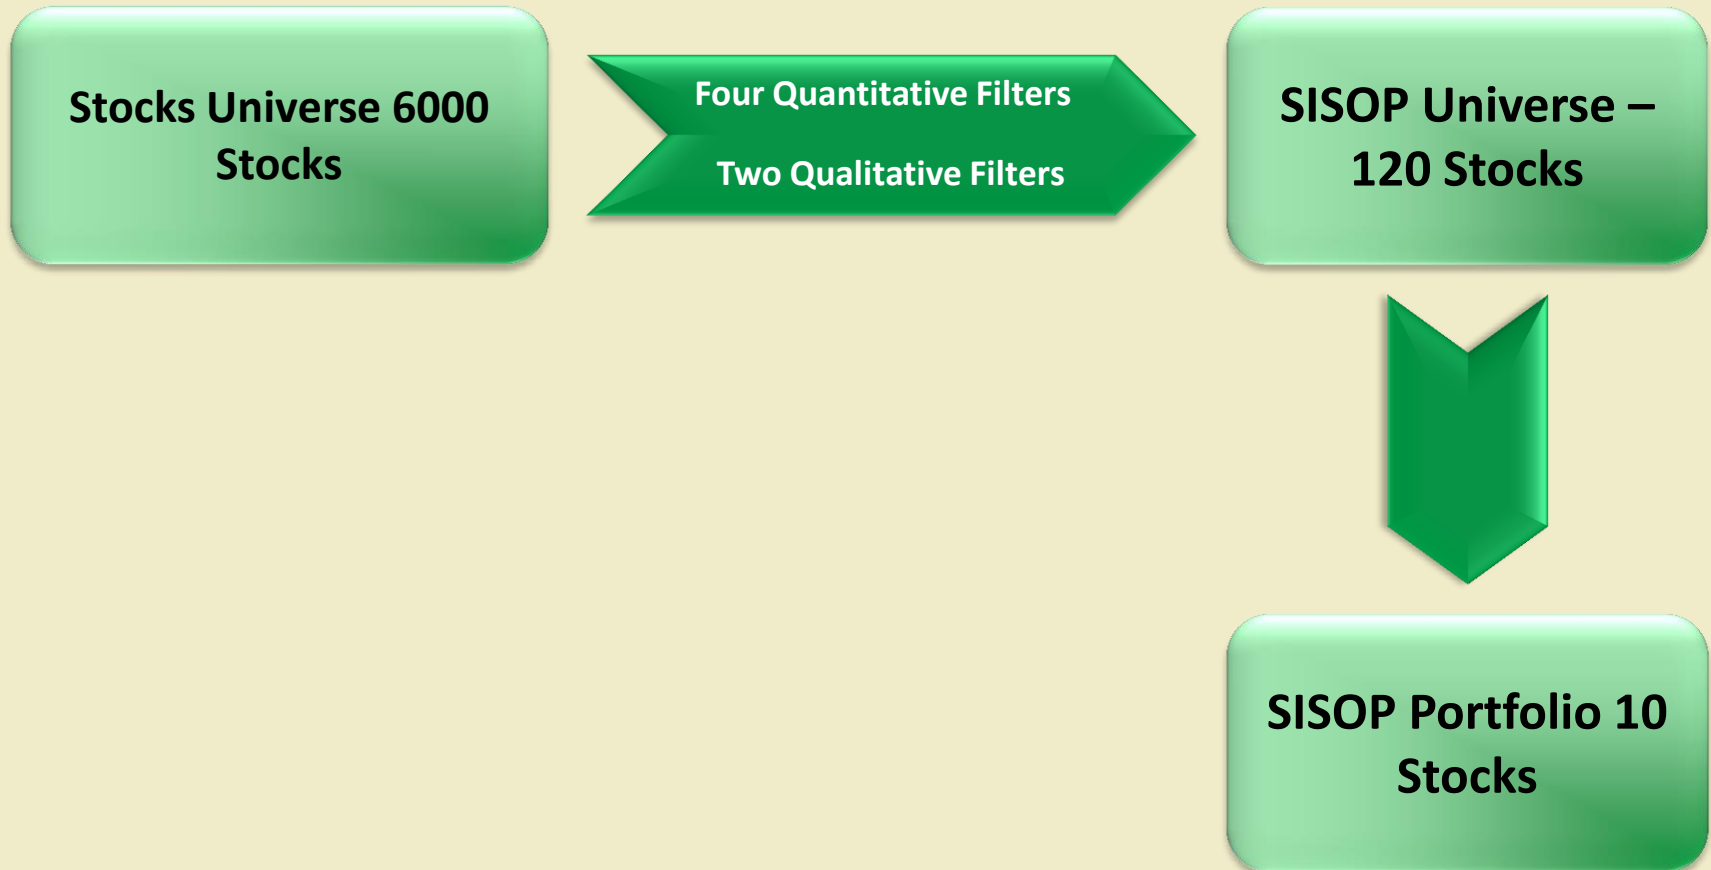 Stocks Universe 6000
Stocks
Four Quantitative Filters
Two Qualitative Filters
SISOP Universe –
120 Stocks
SISOP Portfolio 10
Stocks